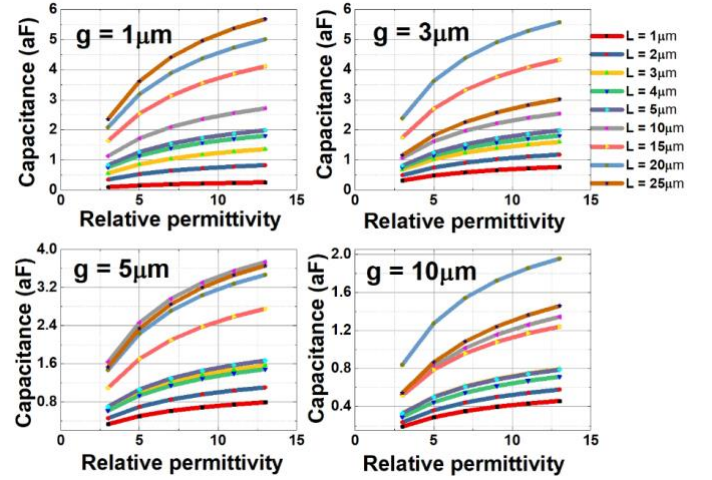 Capacitance (aF)
6
5
4
3
2
1
0
g = 1μm
0
5
10
15
Relative permittivity
Capacitance (aF)
6
5
4
3
2
1
0
g = 3μm
0
5
10
15
Relative permittivity
L = 1μm
L = 2μm
L = 3μm
L = 4μm
L = 5μm
L = 10μm
L = 15μm
L = 20μm
L = 25μm
Capacitance (aF)
4.0
3.2
2.4
1.6
0.8
g = 5μm
0
5
10
15
Relative permittivity
Capacitance (aF)
2.0
1.6
1.2
0.8
0.4
g = 10μm
0
5
10
15
Relative permittivity